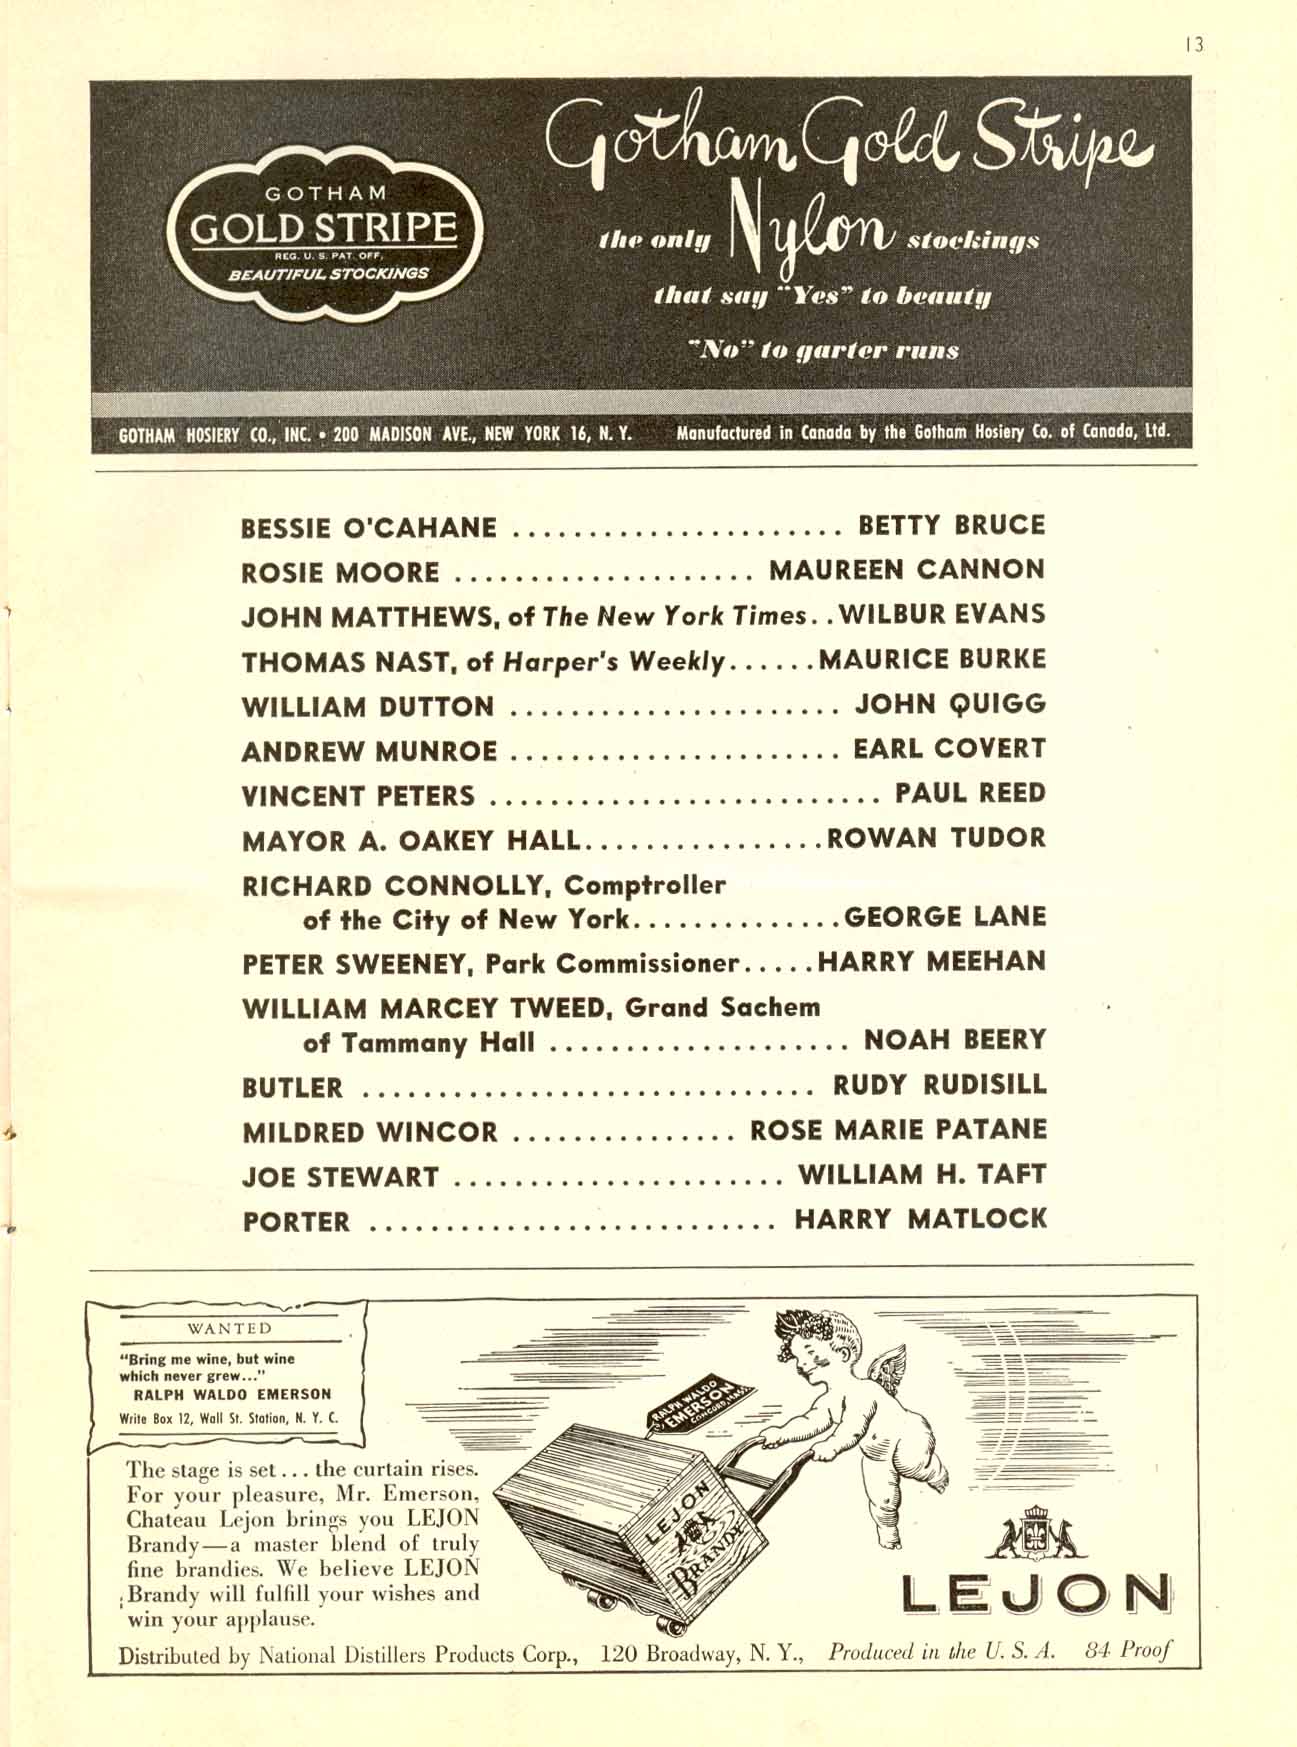 13
GOTHAM
GOLD STRIPE
REG. U. S. PAT. OFF.
BEAUTIFUL STOCKINGS
Gotham Gold Stripe
the only Nylon stockings
that say "Yes" to beauty
"No" to garter runs
GOTHAM HOSIERY CO., INC. • 200 MADISON AVE., NEW YORK 16, N. Y. Manufactured in Canada by the Gotham Hosiery Co. of Canada, Ltd.
BESSIE O'CAHANE ...................... BETTY BRUCE
ROSIE MOORE .................... MAUREEN CANNON
JOHN MATTHEWS, of The New York Times. .WILBUR EVANS
THOMAS NAST, of Harper's Weekly......MAURICE BURKE
WILLIAM DUTTON ...................... JOHN QUIGG
ANDREW MUNROE ...................... EARL COVERT
VINCENT PETERS .......................... PAUL REED
MAYOR A. OAKEY HALL................ROWAN TUDOR
RICHARD CONNOLLY, Comptroller
of the City of New York..............GEORGE LANE
PETER SWEENEY, Park Commissioner.....HARRY MEEHAN
WILLIAM MARCEY TWEED, Grand Sachem
of Tammany Hall .................... NOAH BEERY
BUTLER .............................. RUDY RUDISILL
MILDRED WINCOR ............... ROSE MARIE PATANE
JOE STEWART ...................... WILLIAM H. TAFT
PORTER ........................... HARRY MATLOCK
WANTED
"Bring me wine, but wine
which never grew..."
RALPH WALDO EMERSON
Write Box 12, Wall St. Station, N. Y. C.
RALPH WALDO
EMERSON
CONCORD, MASS.
LEJON
BRANDY
The stage is set... the curtain rises.
For your pleasure, Mr. Emerson,
Chateau Lejon brings you LEJON
Brandy—a master blend of truly
fine brandies. We believe LEJON
Brandy will fulfill your wishes and
win your applause.
LEJON
Distributed by National Distillers Products Corp., 120 Broadway, N. Y., Produced in the U. S. A. 84 Proof